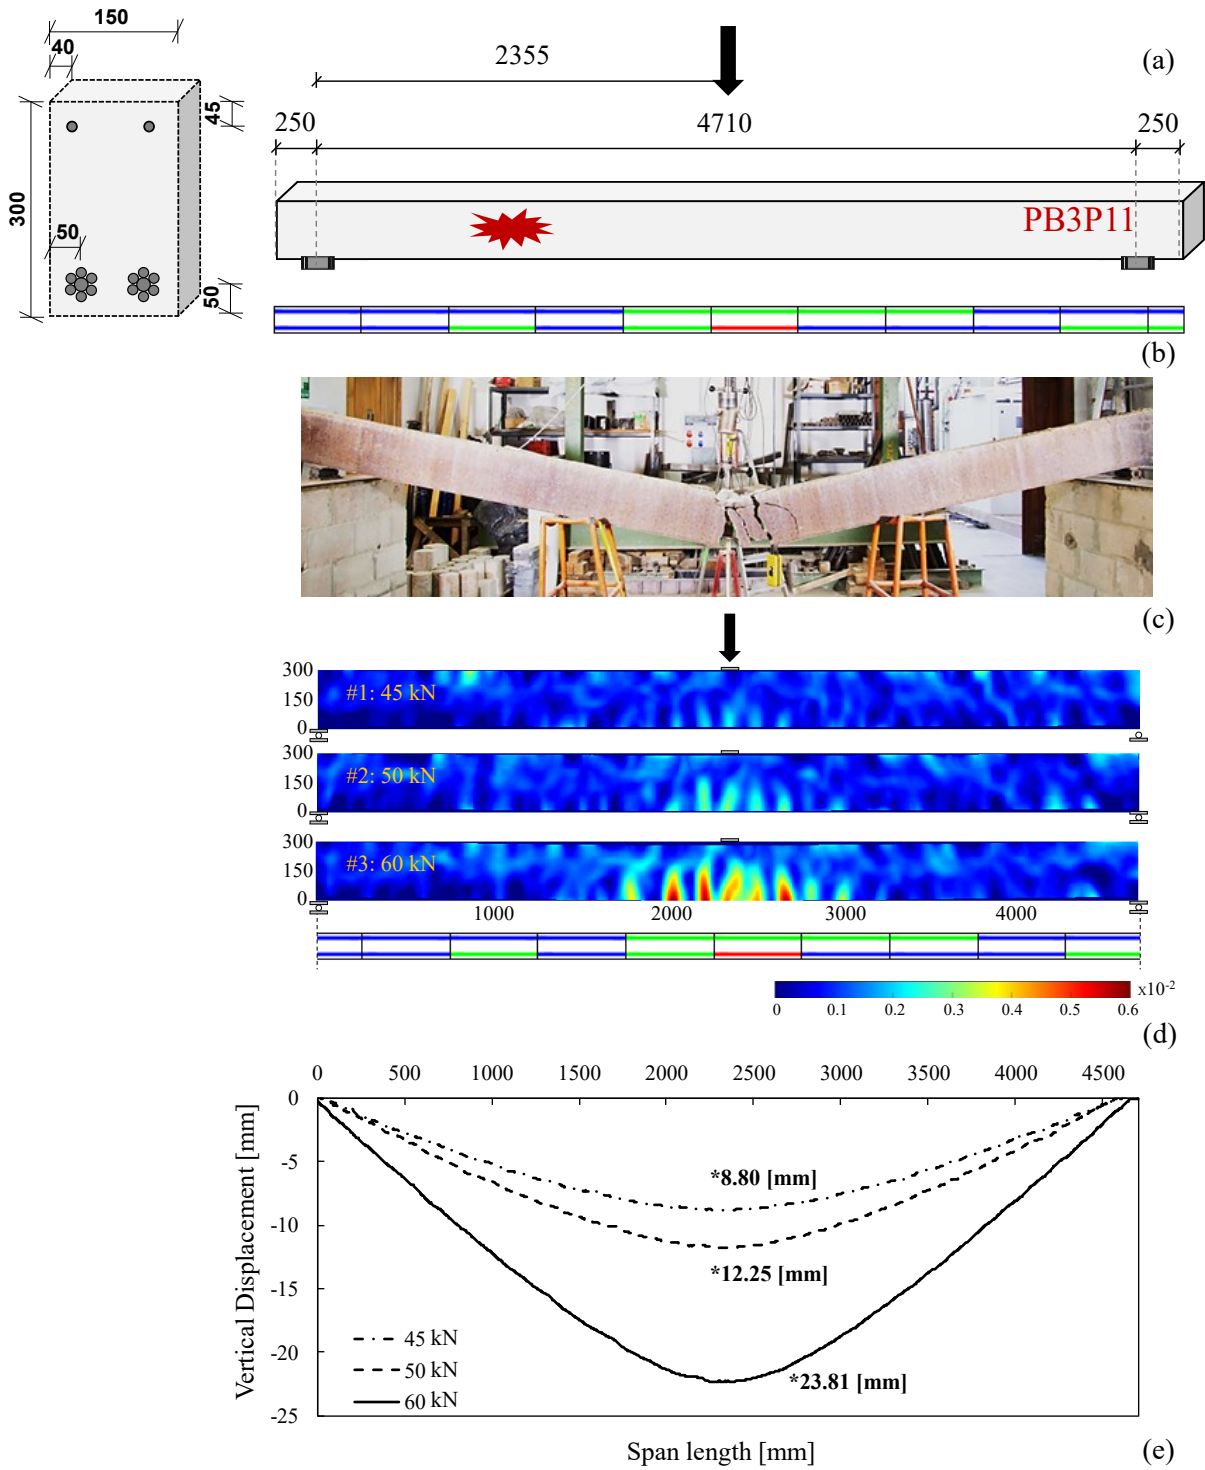 150
40
45
300
50
50
2355
(a)
250
4710
250
PB3P11
(b)
(c)
300
150
0
#1: 45 kN
300
150
0
#2: 50 kN
300
150
0
#3: 60 kN
1000 2000 3000 4000
0 0.1 0.2 0.3 0.4 0.5 0.6
x10-2
(d)
0 500 1000 1500 2000 2500 3000 3500 4000 4500
0
-5
-10
-15
-20
-25
Vertical Displacement [mm]
*8.80 [mm]
*12.25 [mm]
*23.81 [mm]
45 kN
50 kN
60 kN
Span length [mm]
(e)